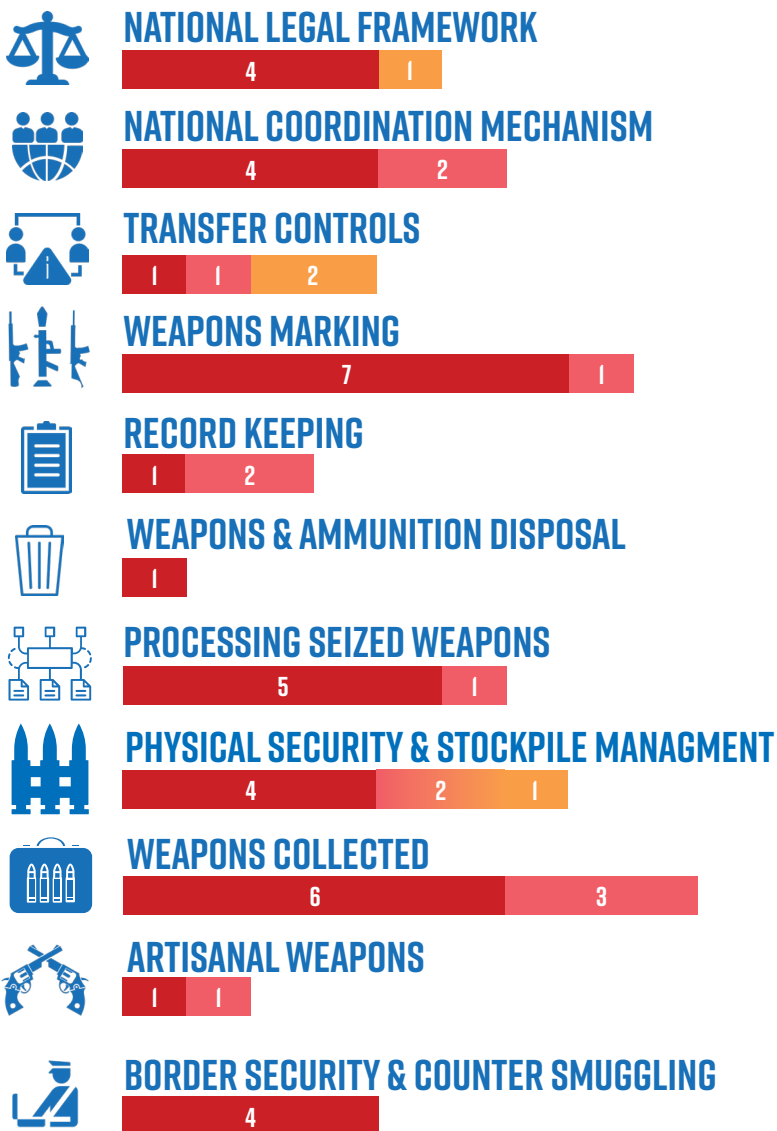 NATIONAL LEGAL FRAMEWORK
4 1
NATIONAL COORDINATION MECHANISM
4 2
TRANSFER CONTROLS
1 1 2
WEAPONS MARKING
7 1
RECORD KEEPING
1 2
WEAPONS & AMMUNITION DISPOSAL
1
PROCESSING SEIZED WEAPONS
5 1
PHYSICAL SECURITY & STOCKPILE MANAGMENT
4 2 1
WEAPONS COLLECTED
6 3
ARTISANAL WEAPONS
1 1
BORDER SECURITY & COUNTER SMUGGLING
4